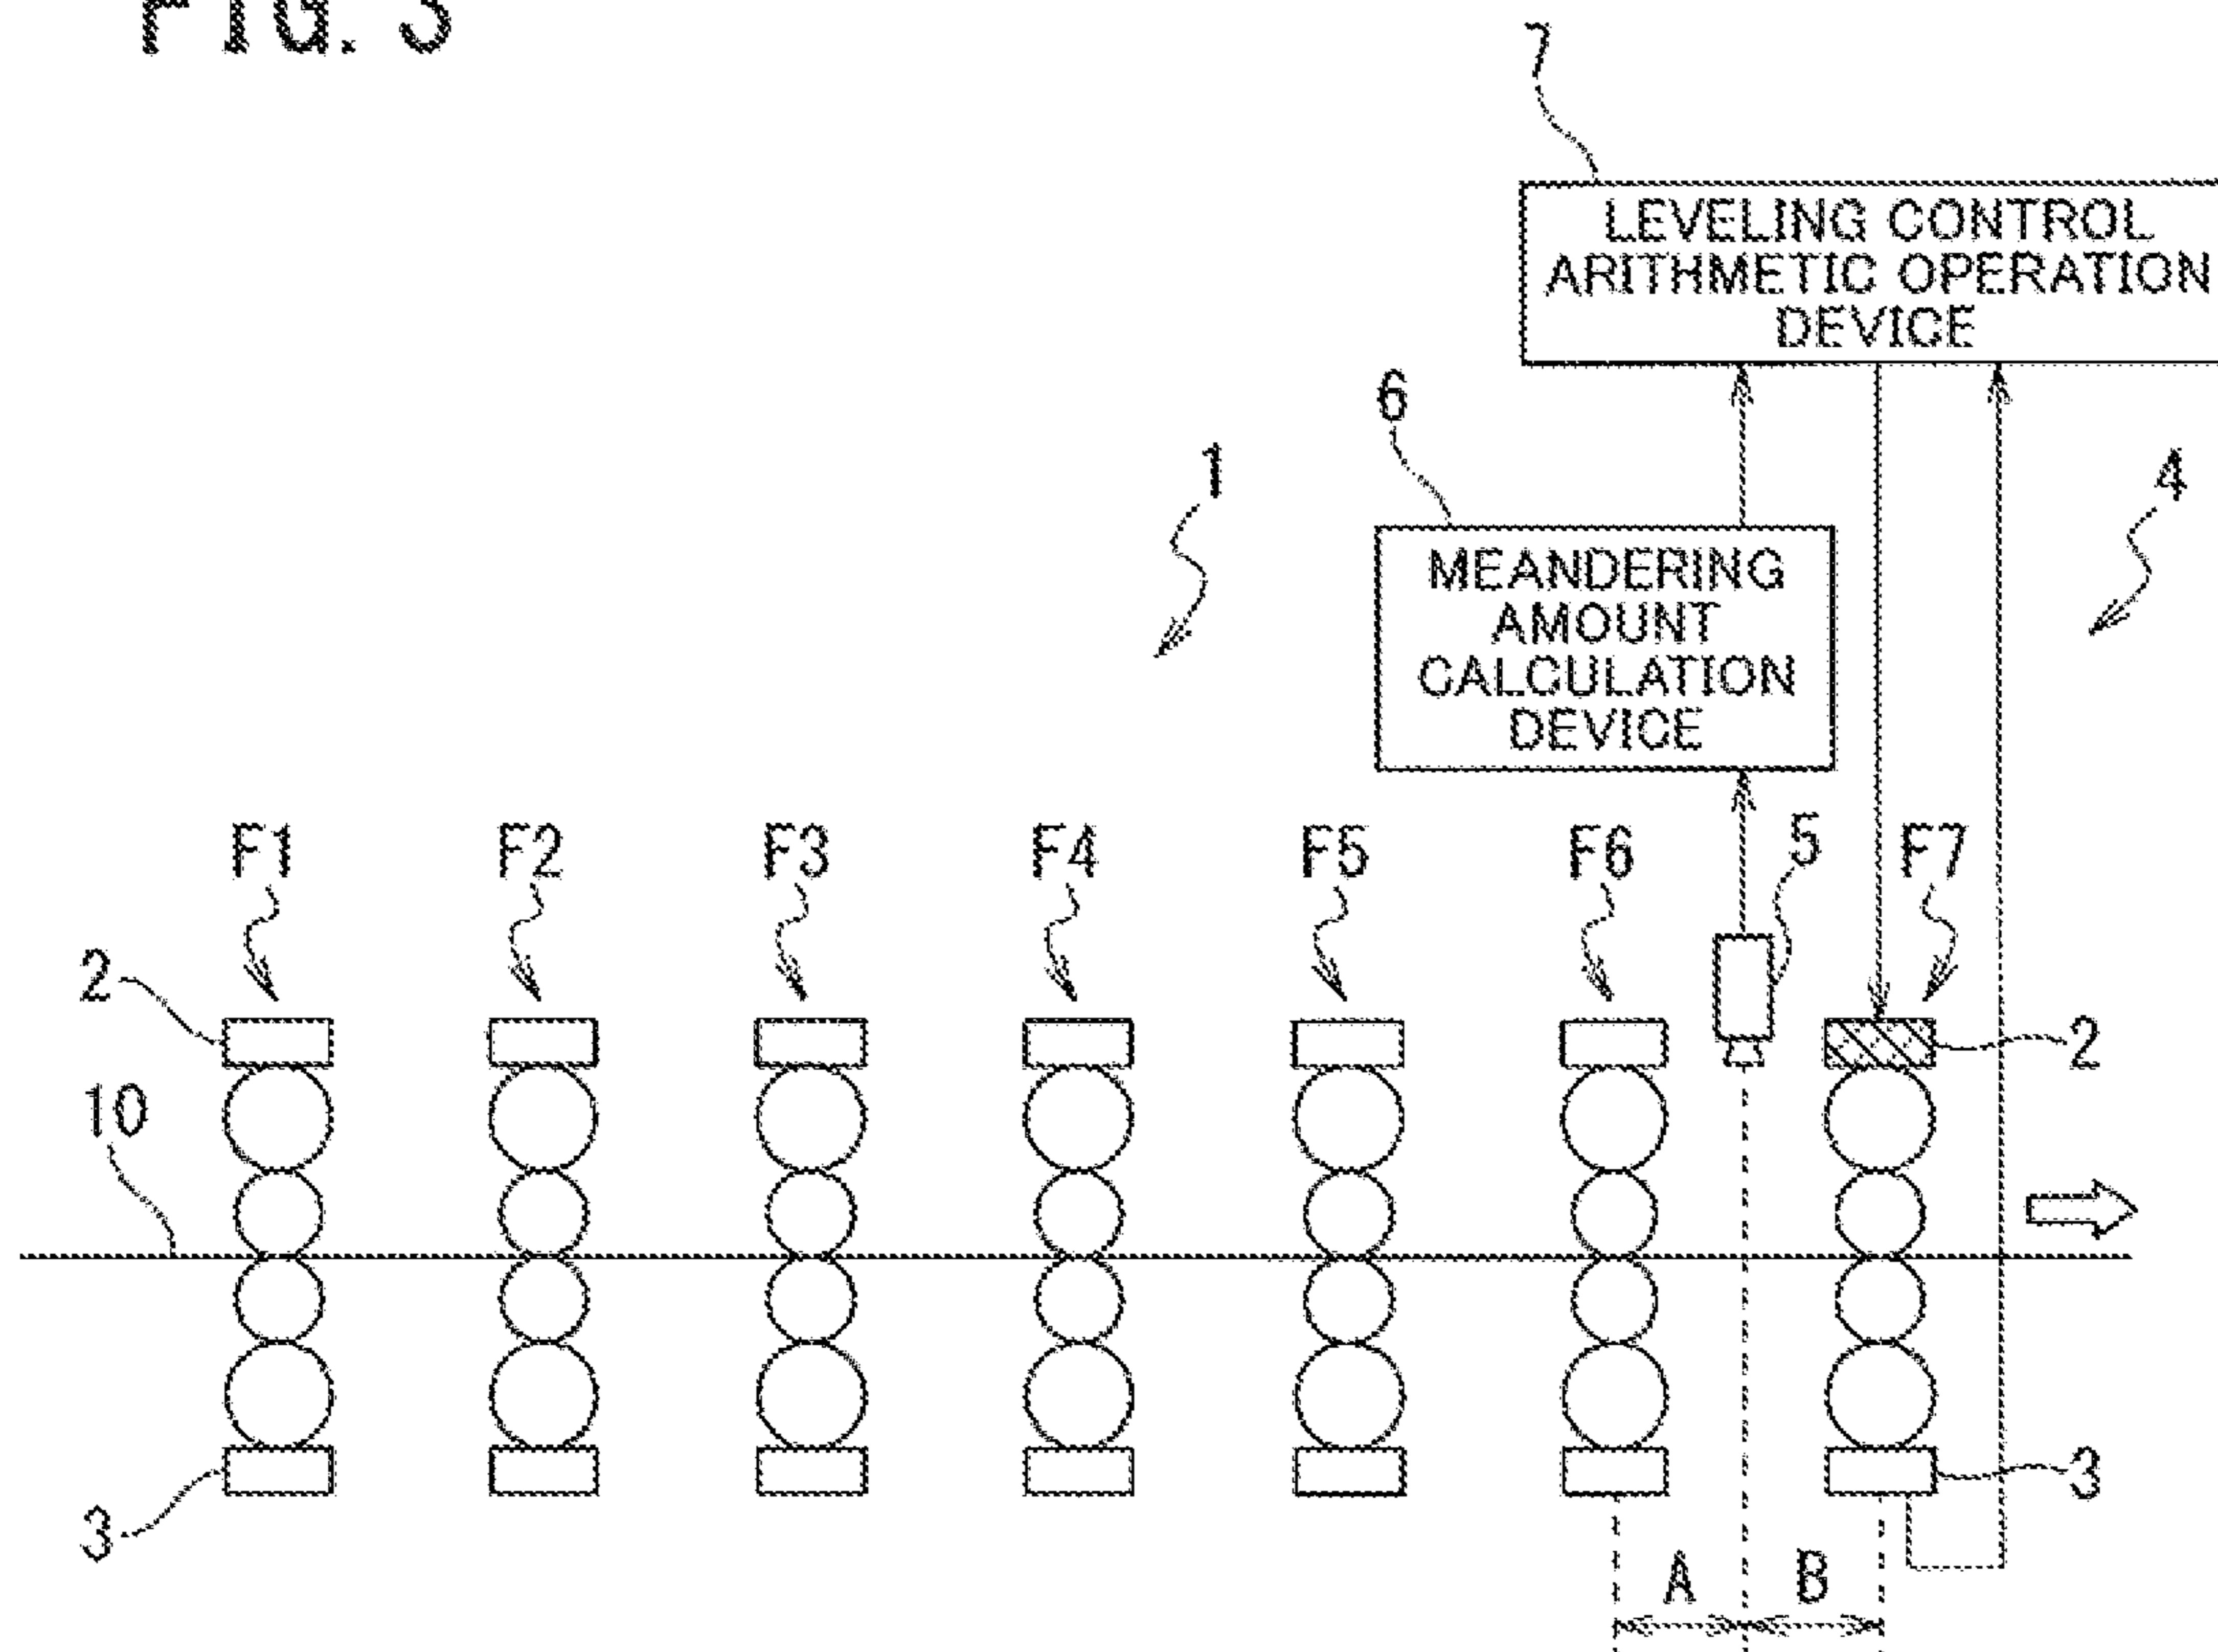 FIG. 3
7
LEVELING CONTROL
ARITHMETIC OPERATION
DEVICE
6
1
4
MEANDERING
AMOUNT
CALCULATION
DEVICE
F1 F2 F3 F4 F5 F6 5 F7
2
2
10
3
3
A B